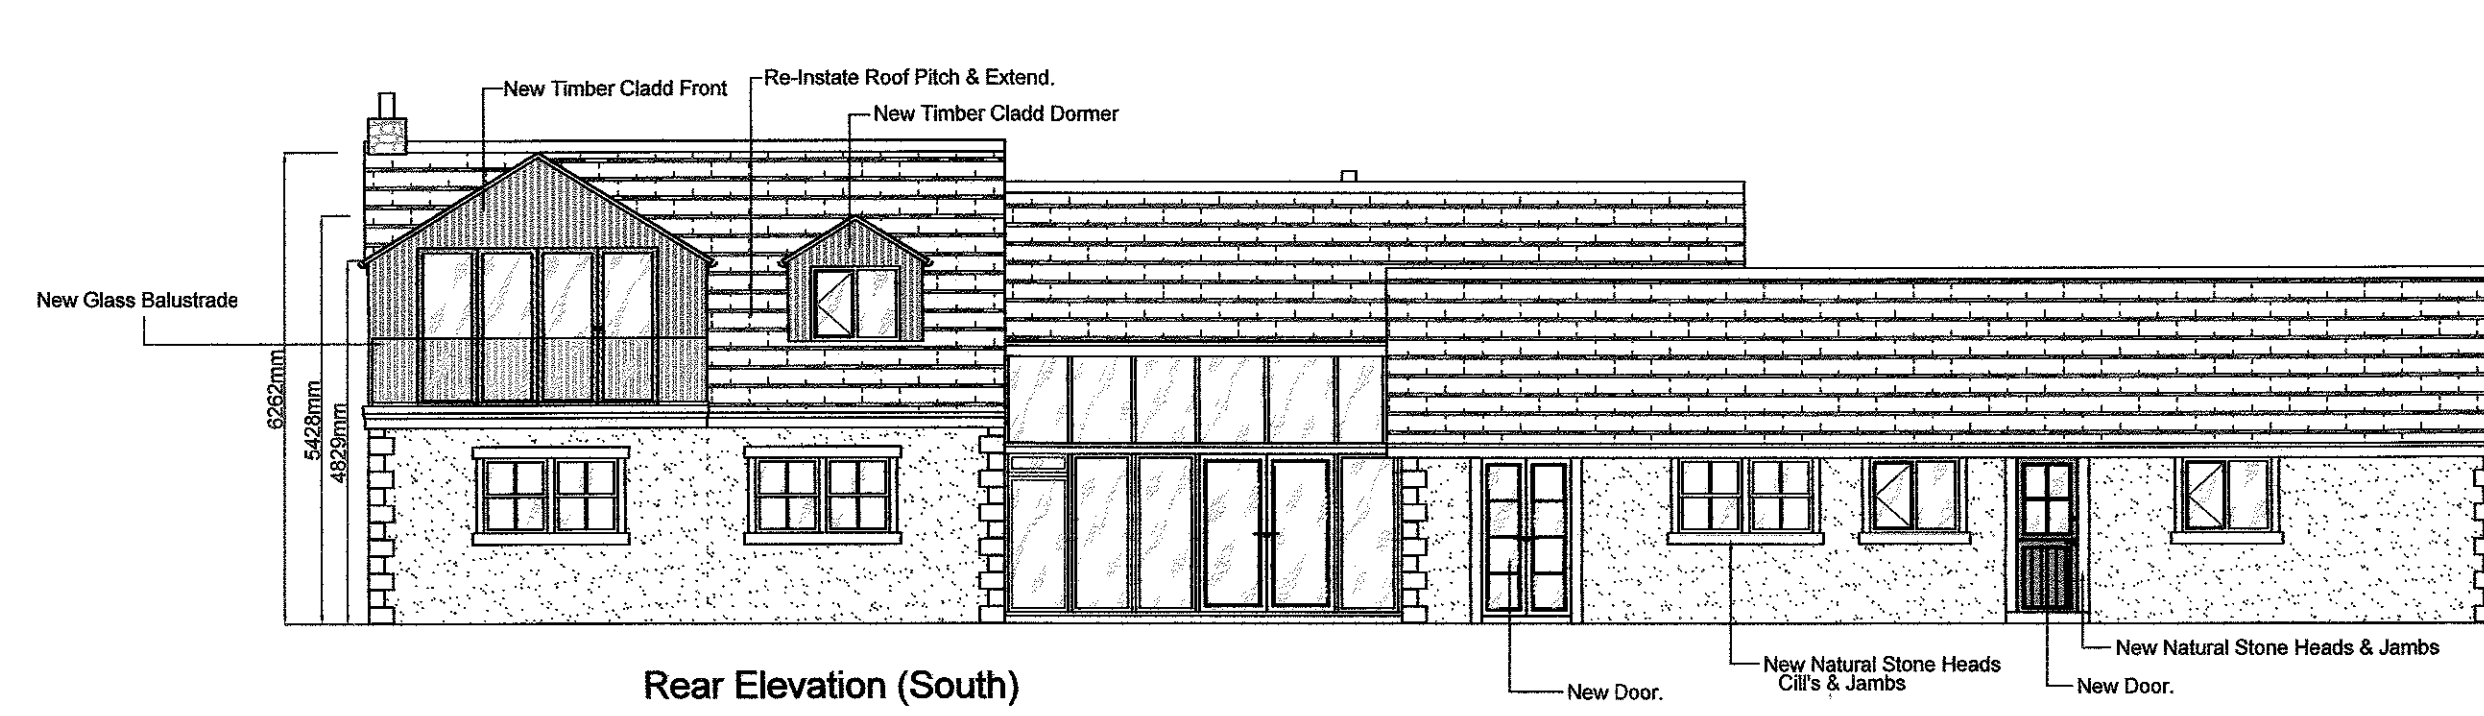 Re-Instate Roof Pitch & Extend.
New Timber Cladd Front
New Timber Cladd Dormer
New Glass Balustrade
6262mm
5428mm
4829mm
New Natural Stone Heads & Jambs
New Natural Stone Heads
Cill's & Jambs
New Door.
New Door.
Rear Elevation (South)